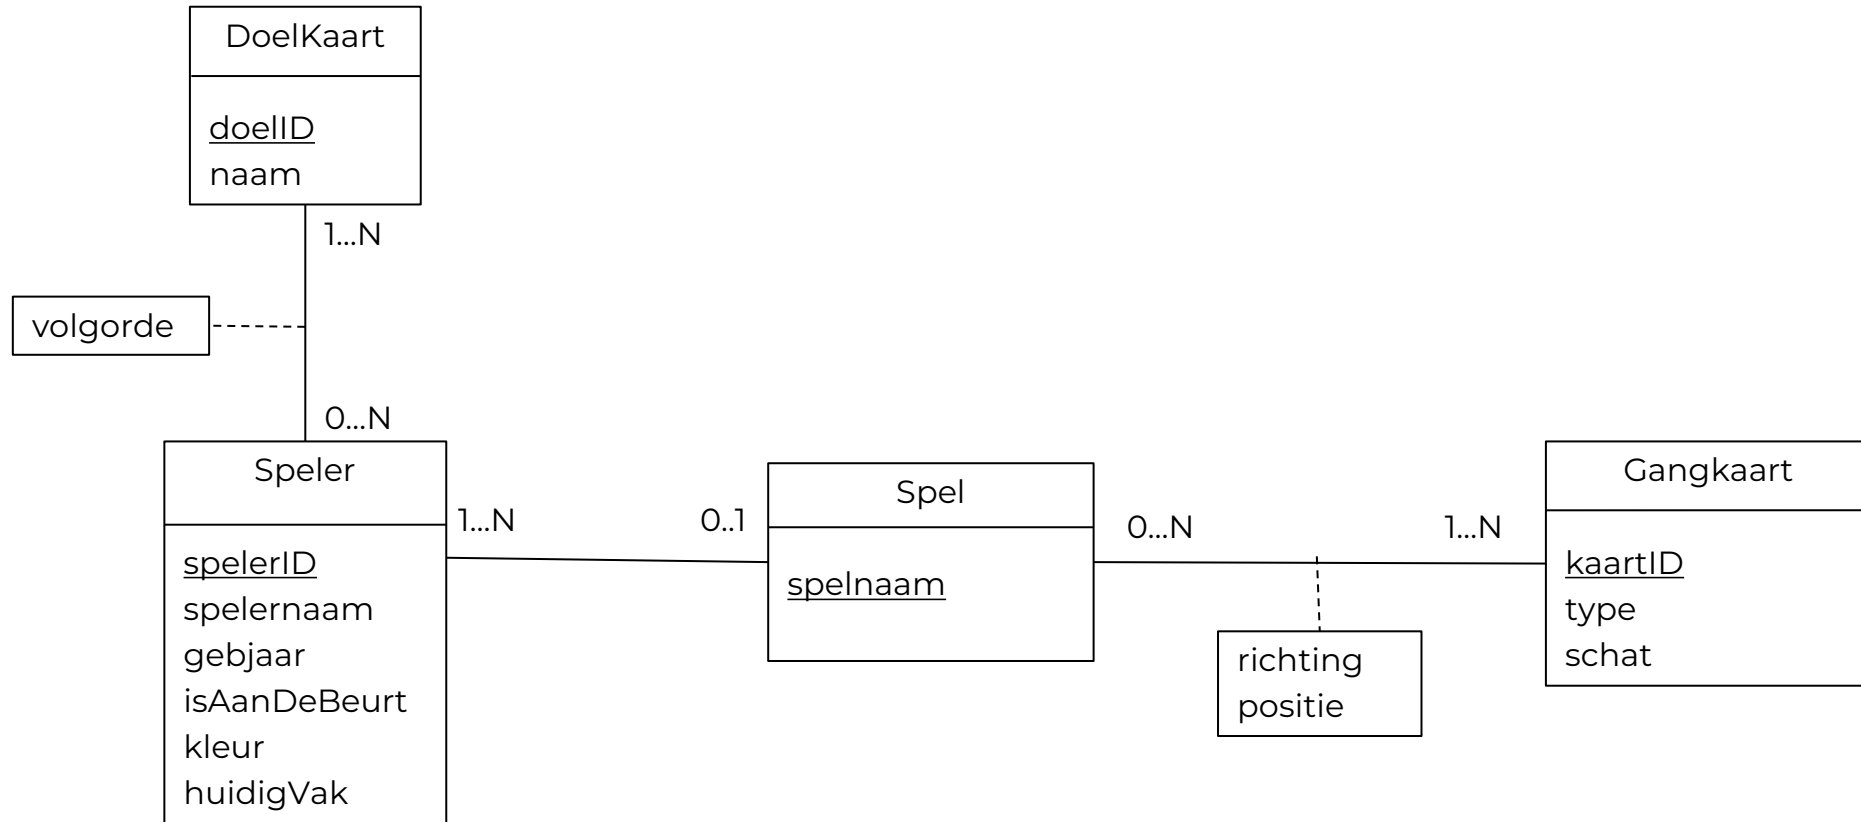 DoelKaart
doelID
naam
1...N
volgorde
0...N
Speler
spelerID
spelernaam
gebjaar
isAanDeBeurt
kleur
huidigVak
1...N
0..1
Spel
spelnaam
0...N
1...N
richting
positie
Gangkaart
kaartID
type
schat